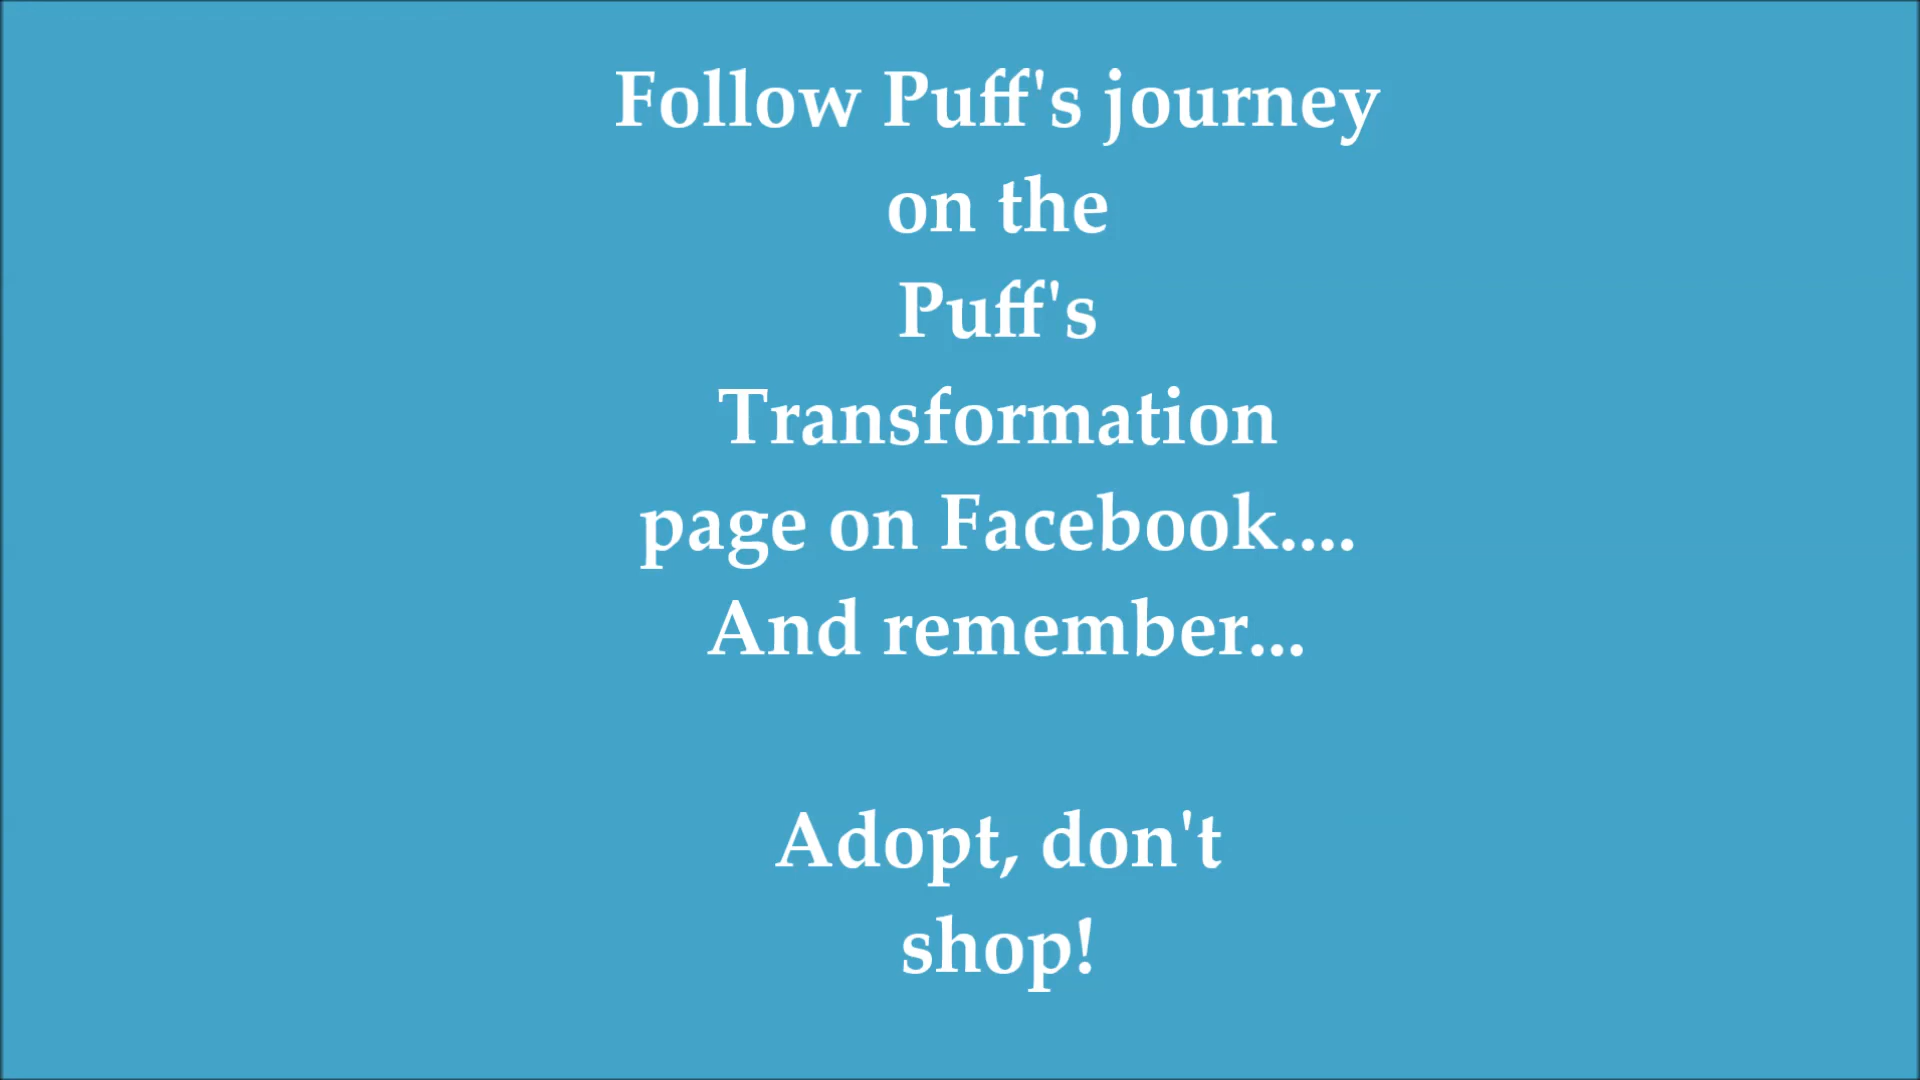 Follow Puff's journey
on the
Puff's
Transformation
page on Facebook....
And remember...
Adopt, don't
shop!